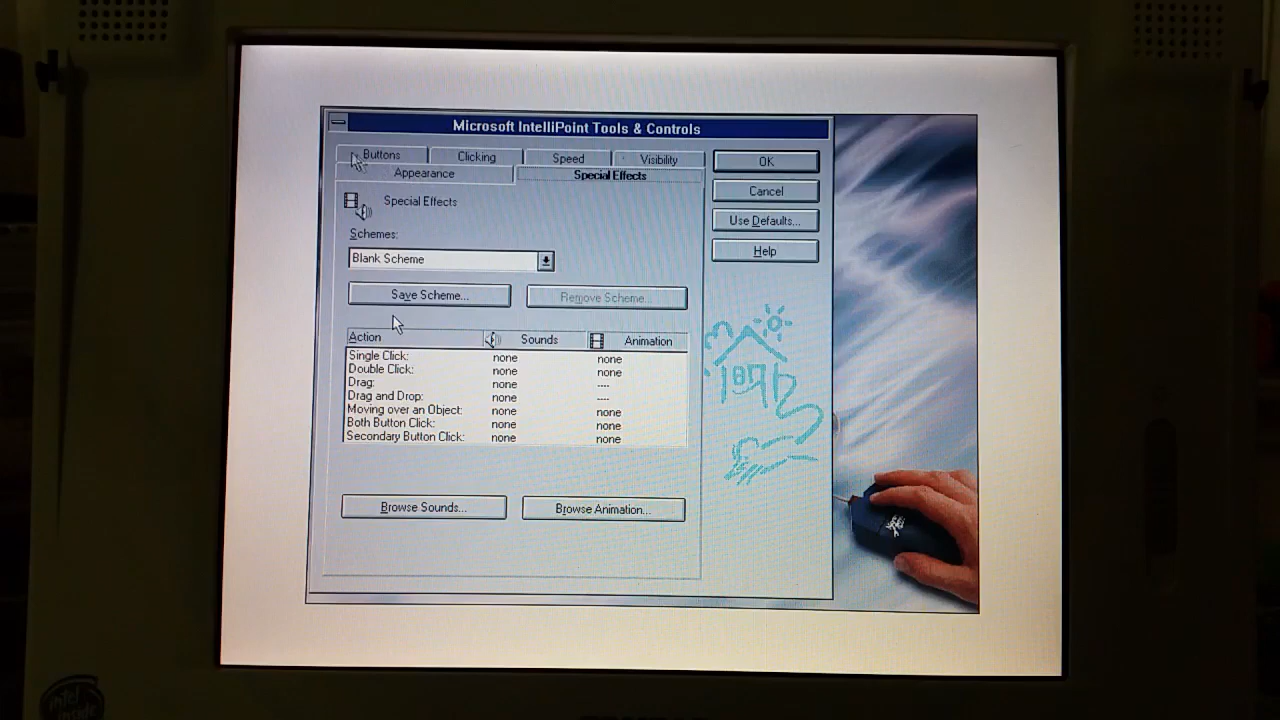 Microsoft IntelliPoint Tools & Controls
Buttons Clicking Speed Visibility
Appearance Special Effects
OK
Cancel
Use Defaults...
Help
Special Effects
Schemes:
Blank Scheme
Save Scheme... Remove Scheme...
Action Sounds Animation
Single Click: none none
Double Click: none none
Drag: none ----
Drag and Drop: none ----
Moving over an Object: none none
Both Button Click: none none
Secondary Button Click: none none
Browse Sounds... Browse Animation...
intel
inside